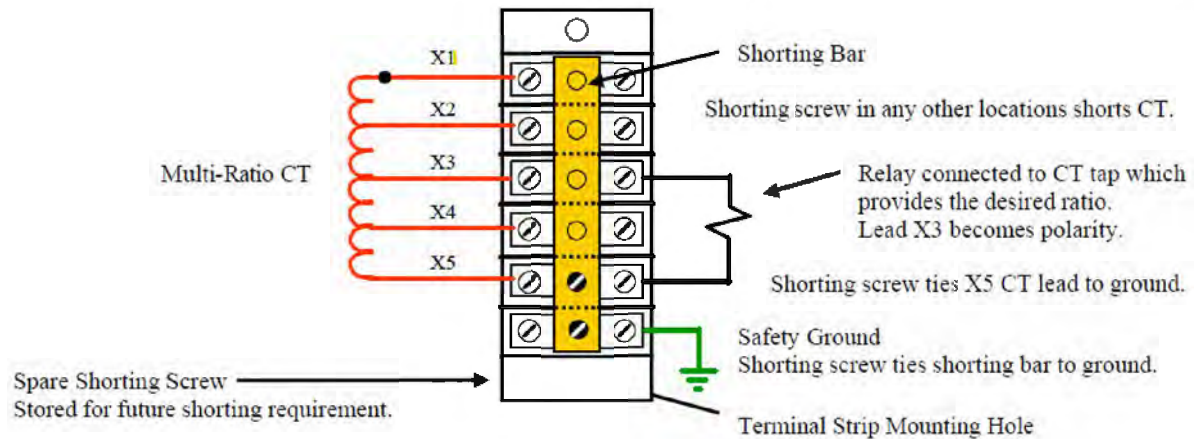 X1
X2
X3
X4
X5
Multi-Ratio CT
Shorting Bar
Shorting screw in any other locations shorts CT.
Relay connected to CT tap which
provides the desired ratio.
Lead X3 becomes polarity.
Shorting screw ties X5 CT lead to ground.
Safety Ground
Shorting screw ties shorting bar to ground.
Spare Shorting Screw
Stored for future shorting requirement.
Terminal Strip Mounting Hole